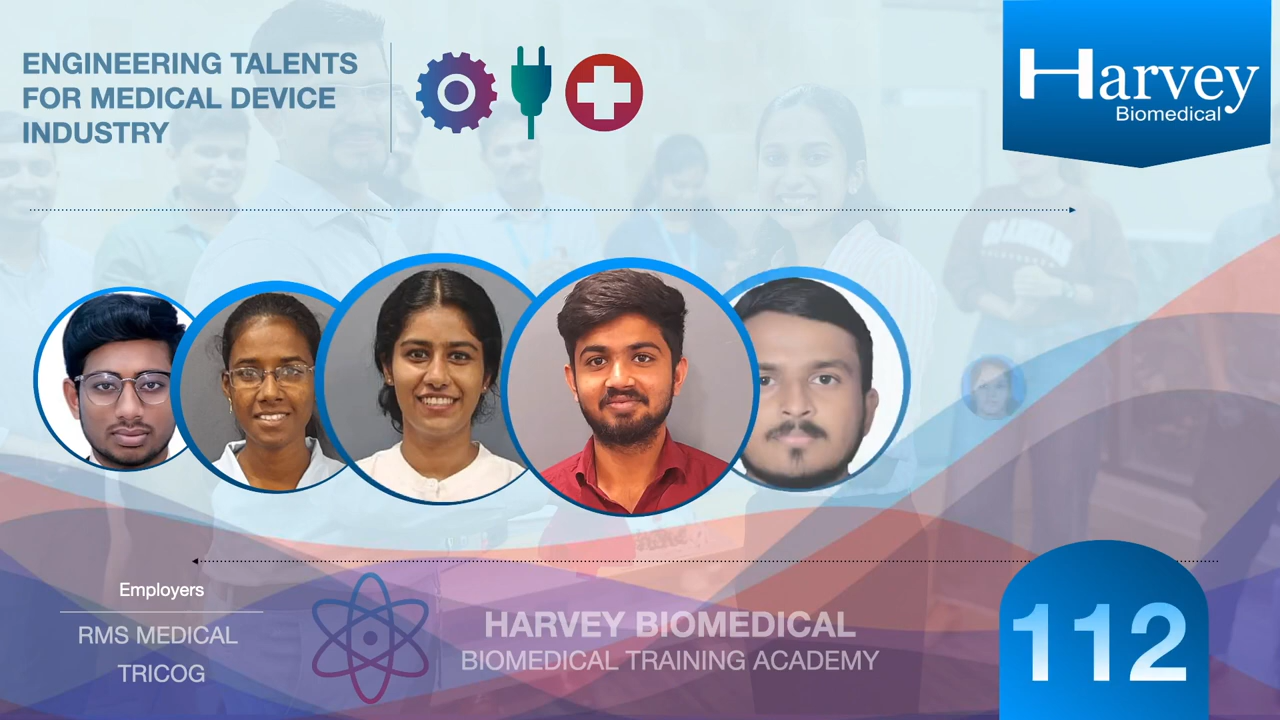 ENGINEERING TALENTS
FOR MEDICAL DEVICE
INDUSTRY
Harvey
Biomedical
Employers
RMS MEDICAL
TRICOG
HARVEY BIOMEDICAL
BIOMEDICAL TRAINING ACADEMY
112